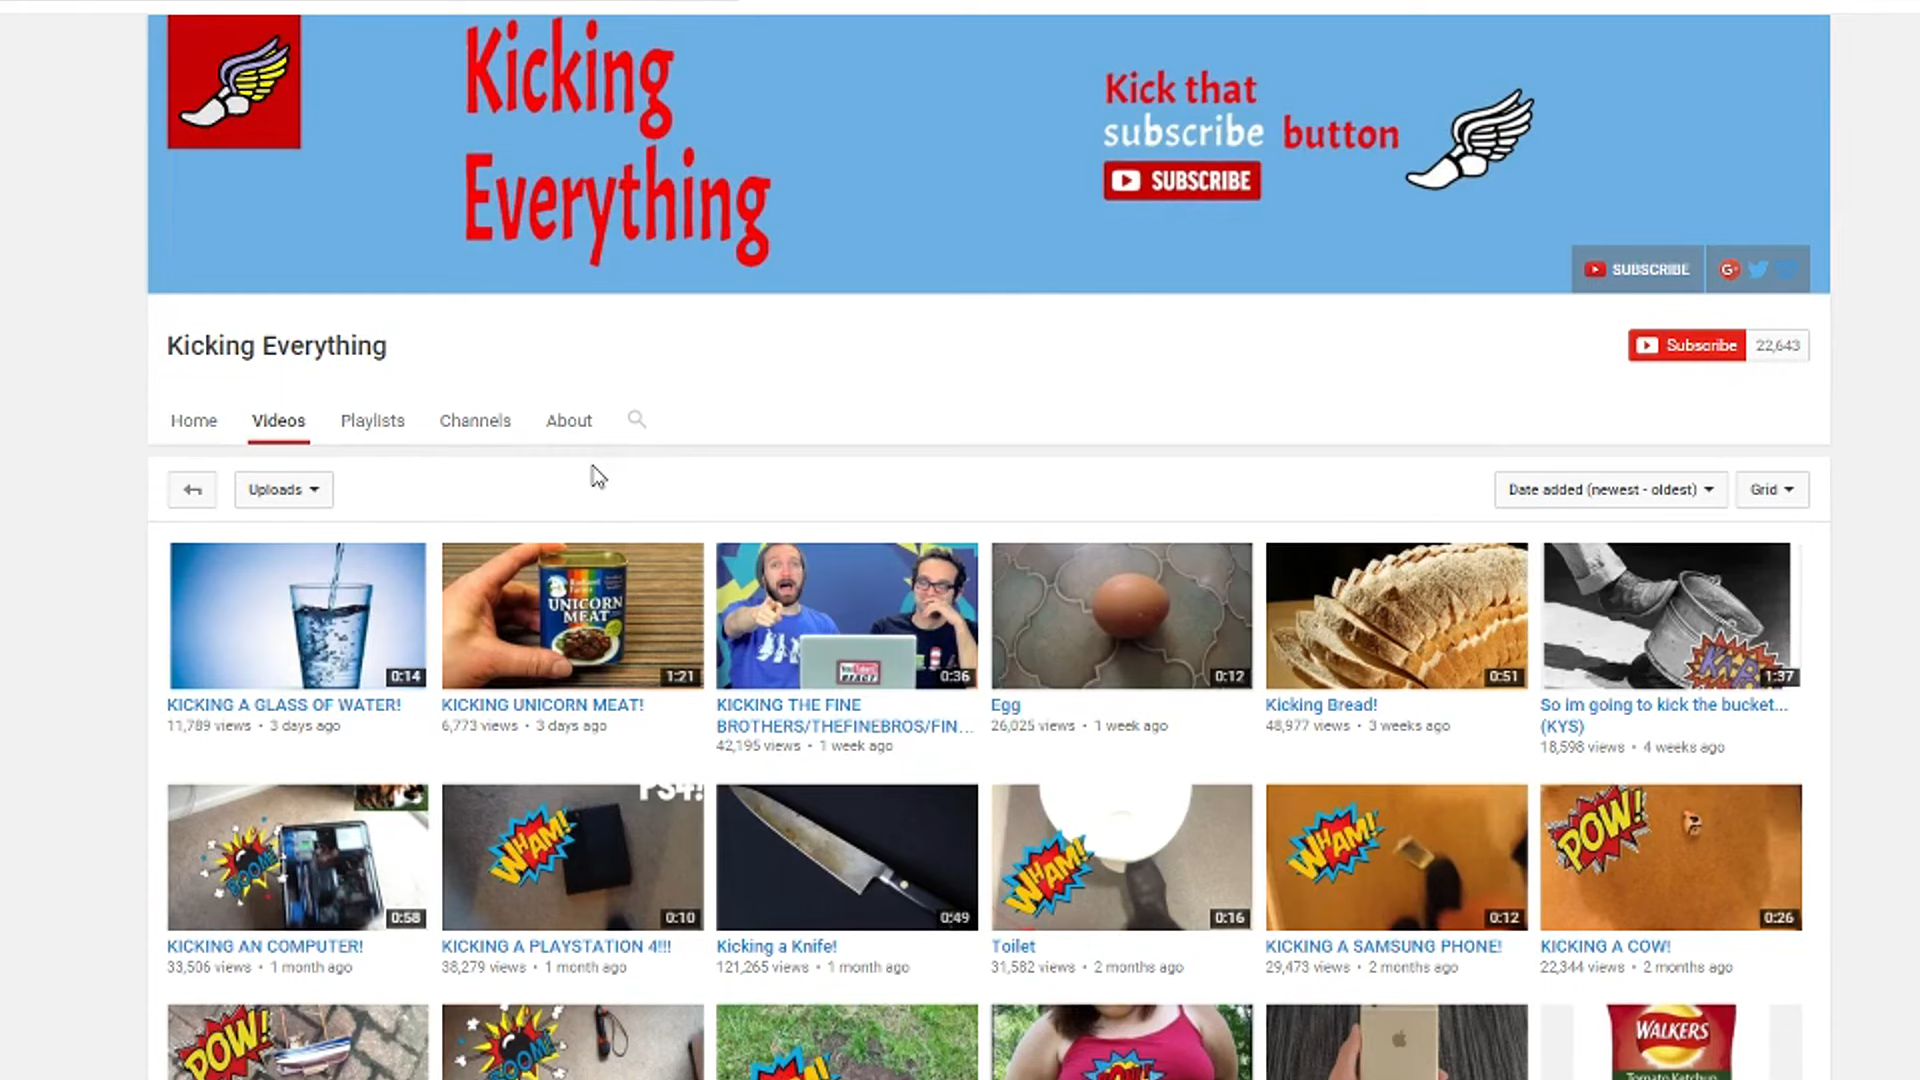 Kicking
Everything
Kick that
subscribe button
SUBSCRIBE
SUBSCRIBE
Kicking Everything
Subscribe 22,643
Home Videos Playlists Channels About
Uploads
Date added (newest - oldest) Grid
UNICORN
MEAT
0:14
1:21
0:36
0:12
0:51
1:37
KICKING A GLASS OF WATER!
11,789 views • 3 days ago
KICKING UNICORN MEAT!
6,773 views • 3 days ago
KICKING THE FINE
BROTHERS/THEFINEBROS/FIN...
42,195 views • 1 week ago
Egg
26,025 views • 1 week ago
Kicking Bread!
48,977 views • 3 weeks ago
So im going to kick the bucket...
(KYS)
18,598 views • 4 weeks ago
BOOM!
0:58
PS4!
WHAM!
0:10
0:49
WHAM!
0:16
WHAM!
0:12
POW!
0:26
KICKING AN COMPUTER!
33,506 views • 1 month ago
KICKING A PLAYSTATION 4!!!
38,279 views • 1 month ago
Kicking a Knife!
121,265 views • 1 month ago
Toilet
31,582 views • 2 months ago
KICKING A SAMSUNG PHONE!
29,473 views • 2 months ago
KICKING A COW!
22,344 views • 2 months ago
POW!
BOOM!
WALKERS
Tomato Ketchup